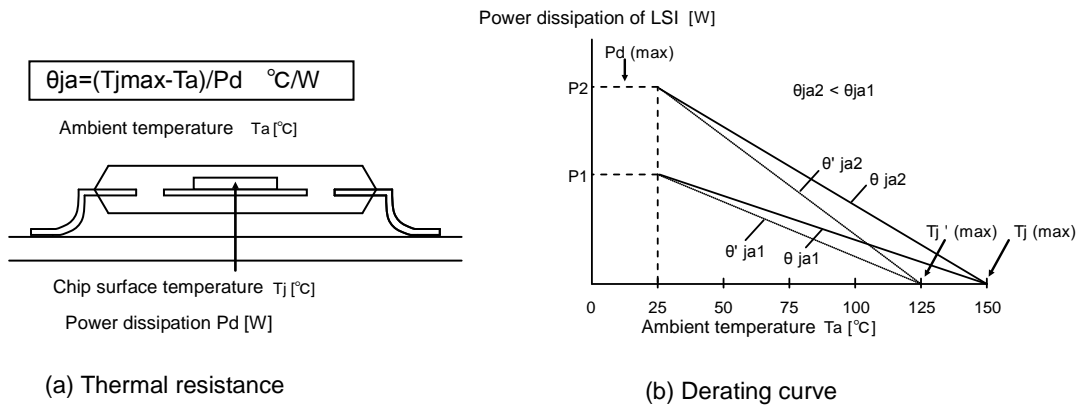 θja=(Tjmax-Ta)/Pd ℃/W
Ambient temperature Ta [℃]
Chip surface temperature Tj [℃]
Power dissipation Pd [W]
(a) Thermal resistance
Power dissipation of LSI [W]
Pd (max)
P2
θja2 < θja1
P1
θ' ja2
θ ja2
Tj ' (max)
Tj (max)
θ' ja1
θ ja1
0
25
50
75
100
125
150
Ambient temperature Ta [℃]
(b) Derating curve